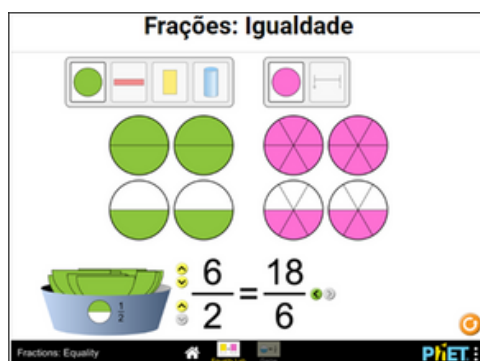 Frações: Igualdade
6/2 = 18/6
1/2
Fractions: Equality
PhET